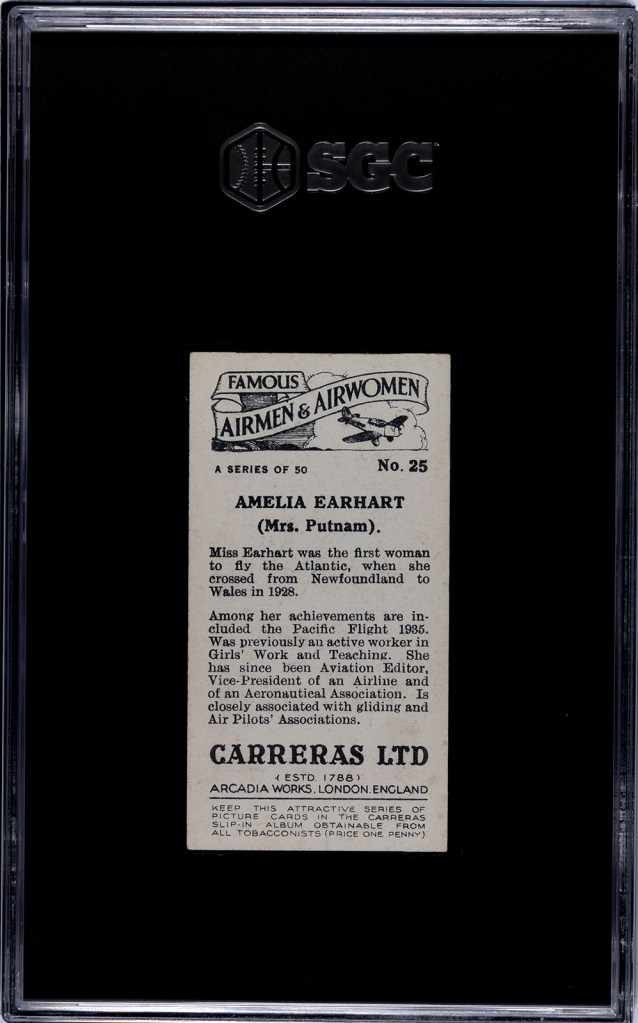 SGC
FAMOUS
AIRMEN & AIRWOMEN
A SERIES OF 50 No. 25
AMELIA EARHART
(Mrs. Putnam).
Miss Earhart was the first woman
to fly the Atlantic, when she
crossed from Newfoundland to
Wales in 1928.
Among her achievements are in-
cluded the Pacific Flight 1935.
Was previously an active worker in
Girls' Work and Teaching. She
has since been Aviation Editor,
Vice-President of an Airline and
of an Aeronautical Association. Is
closely associated with gliding and
Air Pilots' Associations.
CARRERAS LTD
(ESTD. 1788)
ARCADIA WORKS. LONDON. ENGLAND
KEEP THIS ATTRACTIVE SERIES OF
PICTURE CARDS IN THE CARRERAS
SLIP-IN ALBUM OBTAINABLE FROM
ALL TOBACCONISTS (PRICE ONE PENNY)